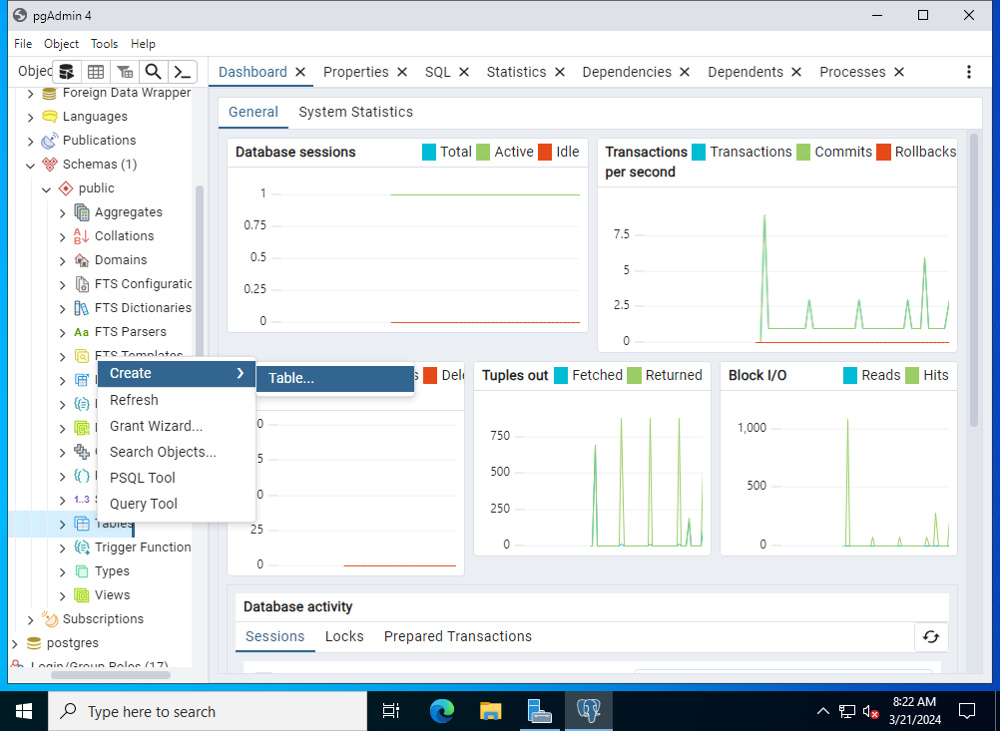 pgAdmin 4
File Object Tools Help
Objec
Dashboard Properties SQL Statistics Dependencies Dependents Processes
Foreign Data Wrapper
Languages
Publications
Schemas (1)
public
Aggregates
Collations
Domains
FTS Configuratio
FTS Dictionaries
Aa FTS Parsers
FTS Templates
1..3
Tables
Trigger Function
Types
Views
Subscriptions
postgres
Login/Group Roles (17)
Create
Refresh
Grant Wizard...
Search Objects...
PSQL Tool
Query Tool
Table...
General System Statistics
Database sessions Total Active Idle
1
0.75
0.5
0.25
0
Transactions per second Transactions Commits Rollbacks
7.5
5
2.5
0
s Del
0
5
0
25
0
Tuples out Fetched Returned
750
500
250
0
Block I/O Reads Hits
1,000
500
0
Database activity
Sessions Locks Prepared Transactions
Type here to search
8:22 AM
3/21/2024